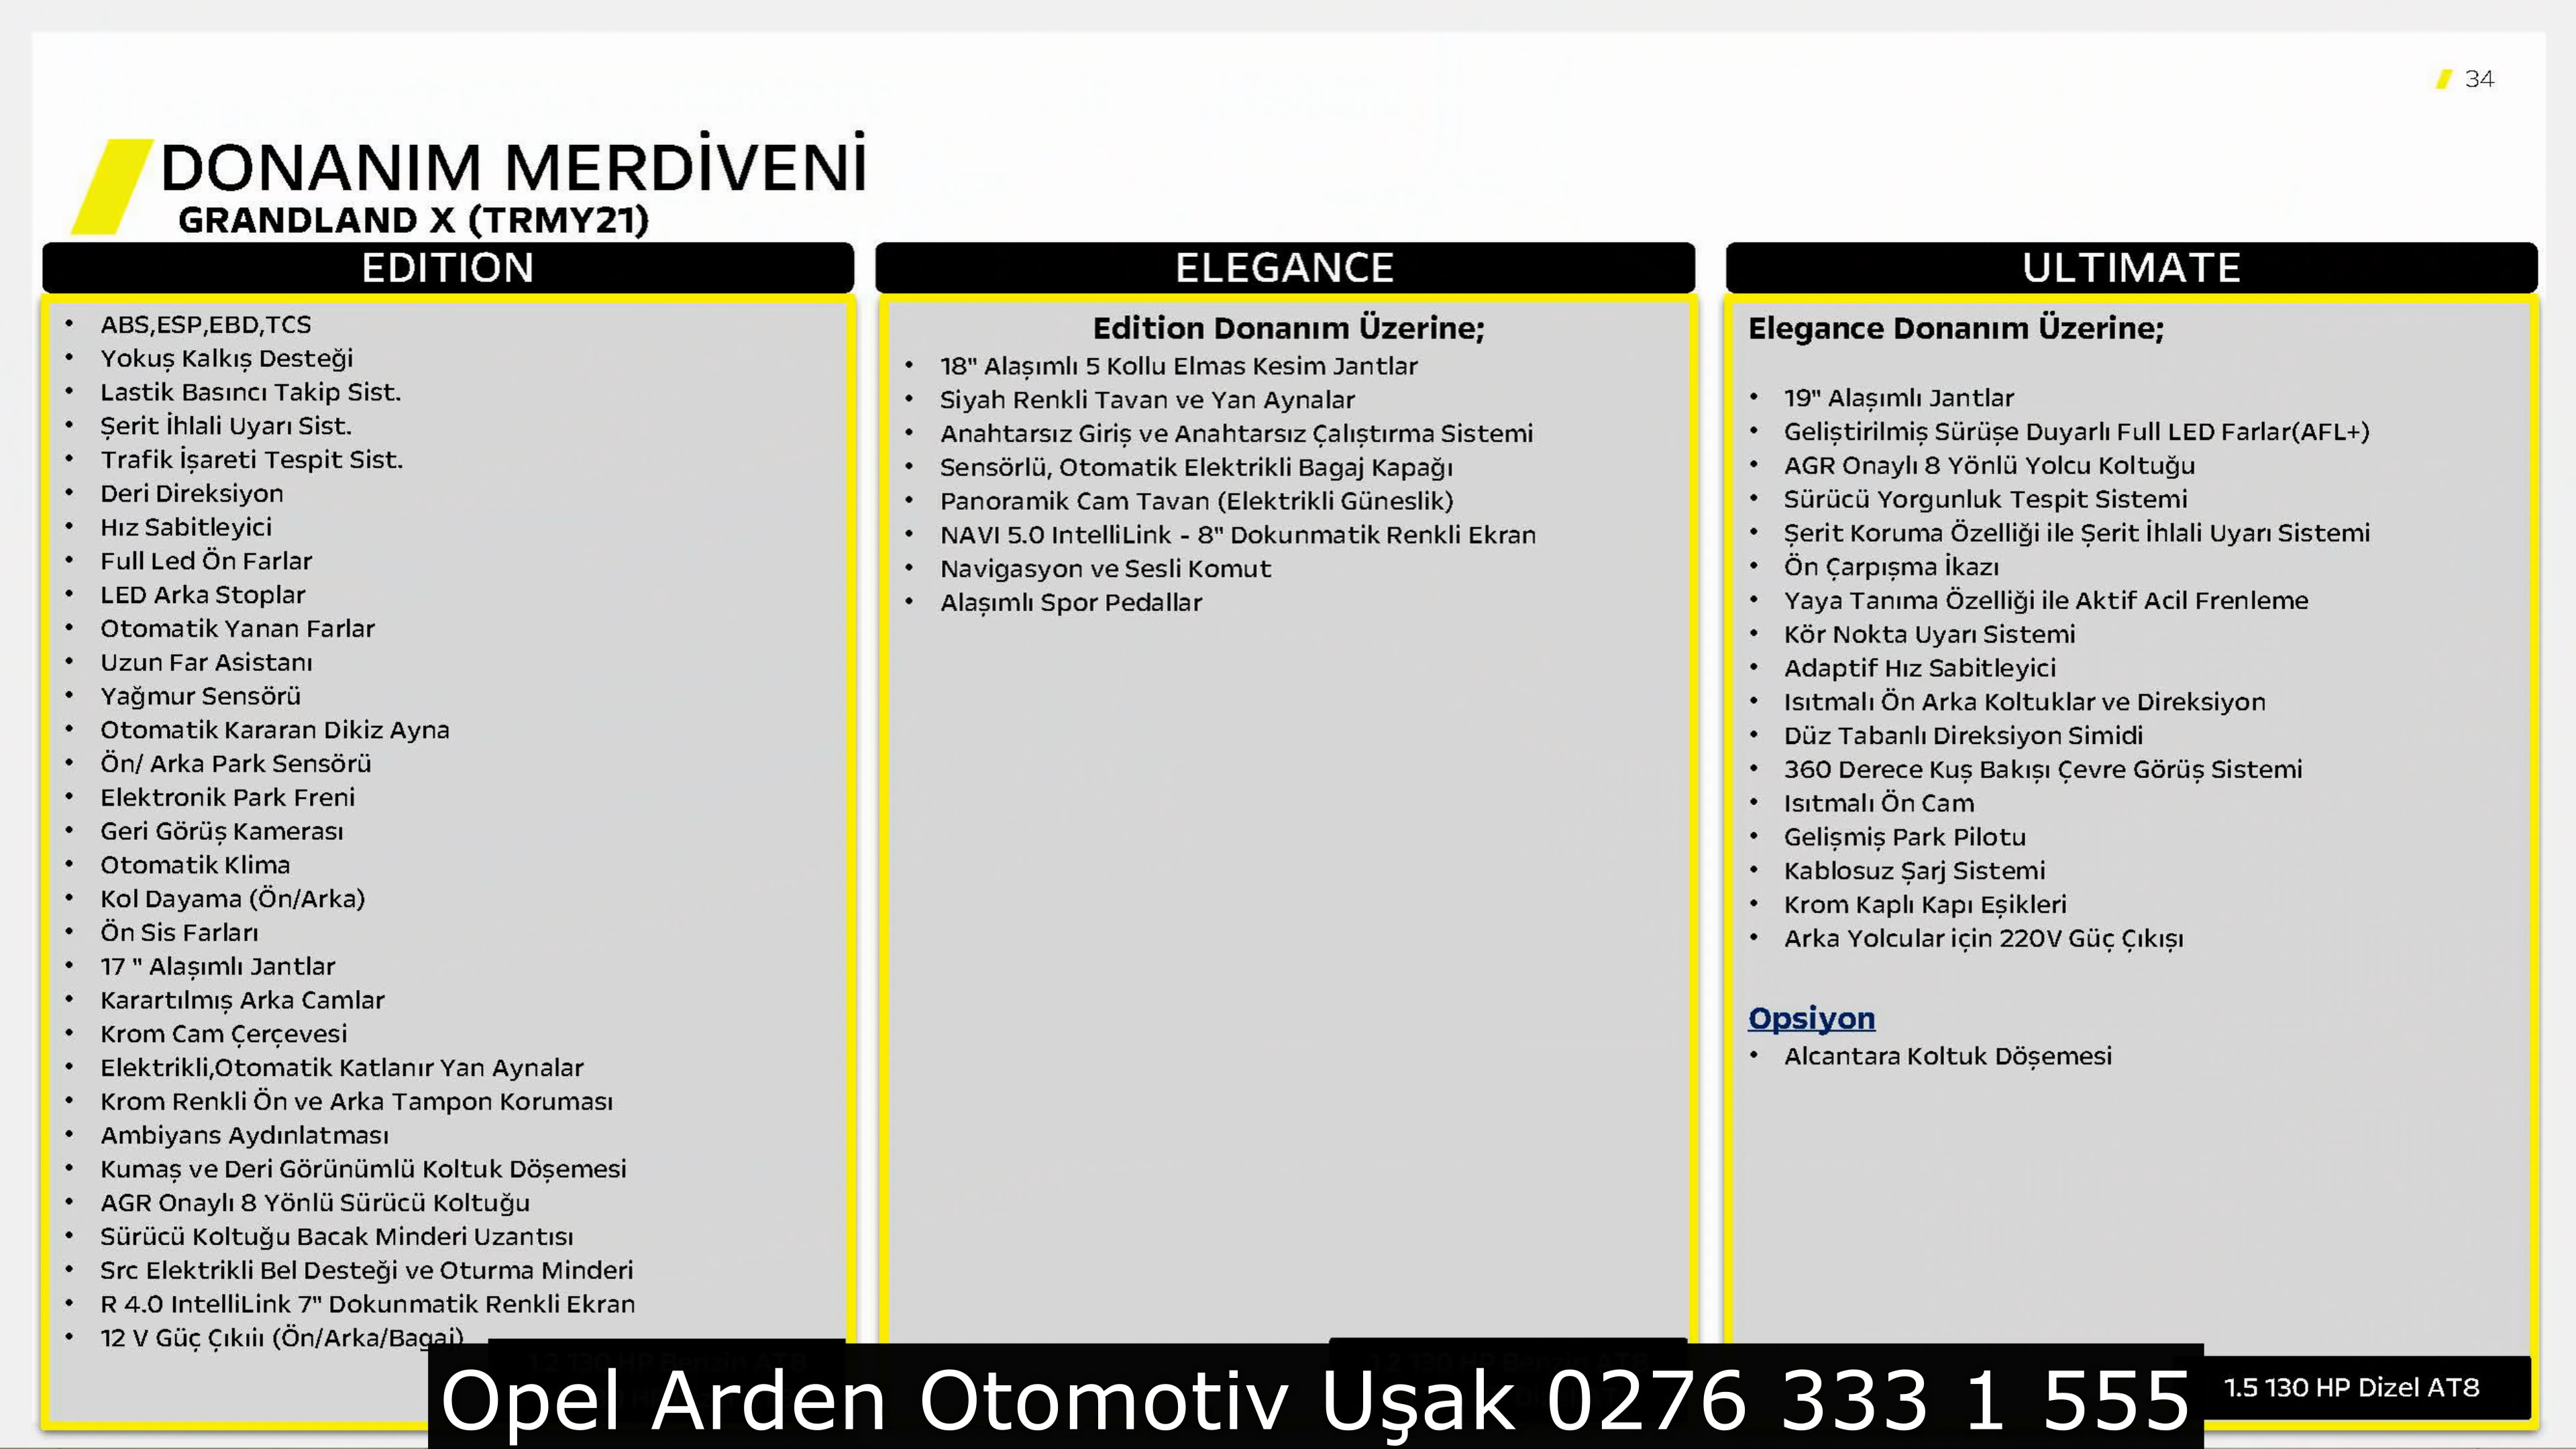 34
DONANIM MERDİVENİ
GRANDLAND X (TRMY21)
EDITION
• ABS,ESP,EBD,TCS
• Yokuş Kalkış Desteği
• Lastik Basıncı Takip Sist.
• Şerit İhlali Uyarı Sist.
• Trafik İşareti Tespit Sist.
• Deri Direksiyon
• Hız Sabitleyici
• Full Led Ön Farlar
• LED Arka Stoplar
• Otomatik Yanan Farlar
• Uzun Far Asistanı
• Yağmur Sensörü
• Otomatik Kararan Dikiz Ayna
• Ön/ Arka Park Sensörü
• Elektronik Park Freni
• Geri Görüş Kamerası
• Otomatik Klima
• Kol Dayama (Ön/Arka)
• Ön Sis Farları
• 17 " Alaşımlı Jantlar
• Karartılmış Arka Camlar
• Krom Cam Çerçevesi
• Elektrikli,Otomatik Katlanır Yan Aynalar
• Krom Renkli Ön ve Arka Tampon Koruması
• Ambiyans Aydınlatması
• Kumaş ve Deri Görünümlü Koltuk Döşemesi
• AGR Onaylı 8 Yönlü Sürücü Koltuğu
• Sürücü Koltuğu Bacak Minderi Uzantısı
• Src Elektrikli Bel Desteği ve Oturma Minderi
• R 4.0 IntelliLink 7" Dokunmatik Renkli Ekran
• 12 V Güç Çıkıiı (Ön/Arka/Bagaj)
ELEGANCE
Edition Donanım Üzerine;
• 18" Alaşımlı 5 Kollu Elmas Kesim Jantlar
• Siyah Renkli Tavan ve Yan Aynalar
• Anahtarsız Giriş ve Anahtarsız Çalıştırma Sistemi
• Sensörlü, Otomatik Elektrikli Bagaj Kapağı
• Panoramik Cam Tavan (Elektrikli Güneslik)
• NAVI 5.0 IntelliLink - 8" Dokunmatik Renkli Ekran
• Navigasyon ve Sesli Komut
• Alaşımlı Spor Pedallar
ULTIMATE
Elegance Donanım Üzerine;
• 19" Alaşımlı Jantlar
• Geliştirilmiş Sürüşe Duyarlı Full LED Farlar(AFL+)
• AGR Onaylı 8 Yönlü Yolcu Koltuğu
• Sürücü Yorgunluk Tespit Sistemi
• Şerit Koruma Özelliği ile Şerit İhlali Uyarı Sistemi
• Ön Çarpışma İkazı
• Yaya Tanıma Özelliği ile Aktif Acil Frenleme
• Kör Nokta Uyarı Sistemi
• Adaptif Hız Sabitleyici
• Isıtmalı Ön Arka Koltuklar ve Direksiyon
• Düz Tabanlı Direksiyon Simidi
• 360 Derece Kuş Bakışı Çevre Görüş Sistemi
• Isıtmalı Ön Cam
• Gelişmiş Park Pilotu
• Kablosuz Şarj Sistemi
• Krom Kaplı Kapı Eşikleri
• Arka Yolcular için 220V Güç Çıkışı
Opsiyon
• Alcantara Koltuk Döşemesi
1.5 130 HP Dizel AT8
Opel Arden Otomotiv Uşak 0276 333 1 555